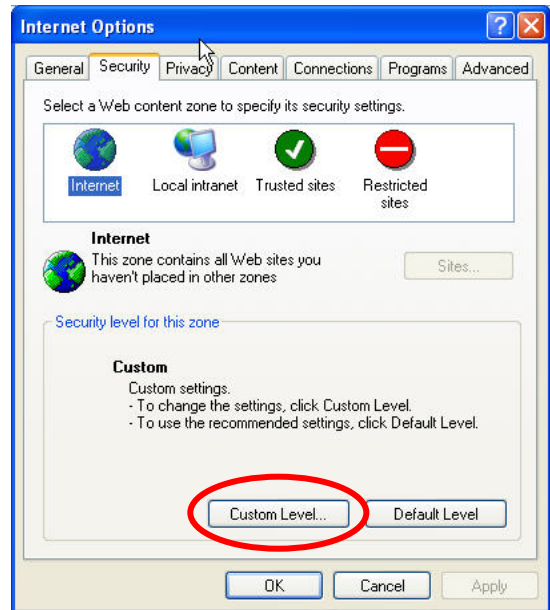 Internet Options
General Security Privacy Content Connections Programs Advanced
Select a Web content zone to specify its security settings.
Internet Local intranet Trusted sites Restricted
sites
Internet
This zone contains all Web sites you
haven't placed in other zones
Sites...
Security level for this zone
Custom
Custom settings.
- To change the settings, click Custom Level.
- To use the recommended settings, click Default Level.
Custom Level... Default Level
OK Cancel Apply